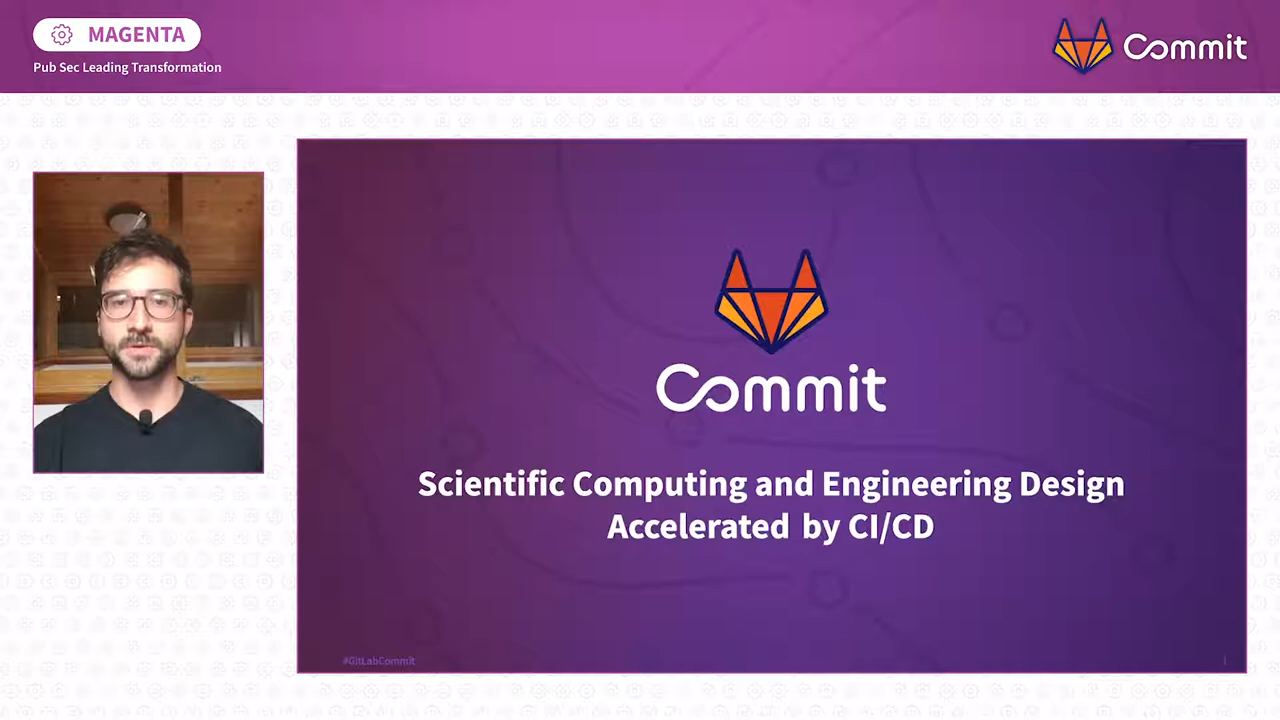 MAGENTA
Pub Sec Leading Transformation
Commit
Commit
Scientific Computing and Engineering Design
Accelerated by CI/CD
#GitLabCommit